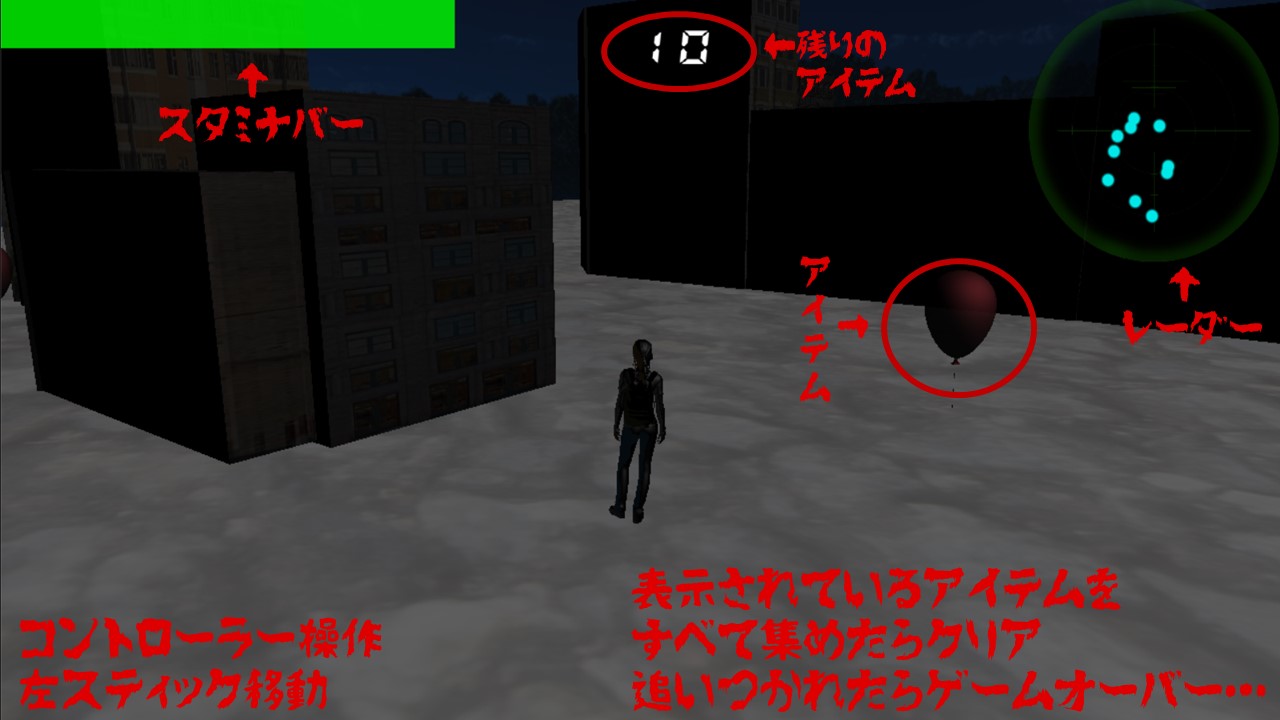 10
←残りの
アイテム
↑
スタミナバー
アイテム→
↑
レーダー
コントローラー操作
左スティック移動
表示されているアイテムを
すべて集めたらクリア
追いつかれたらゲームオーバー…